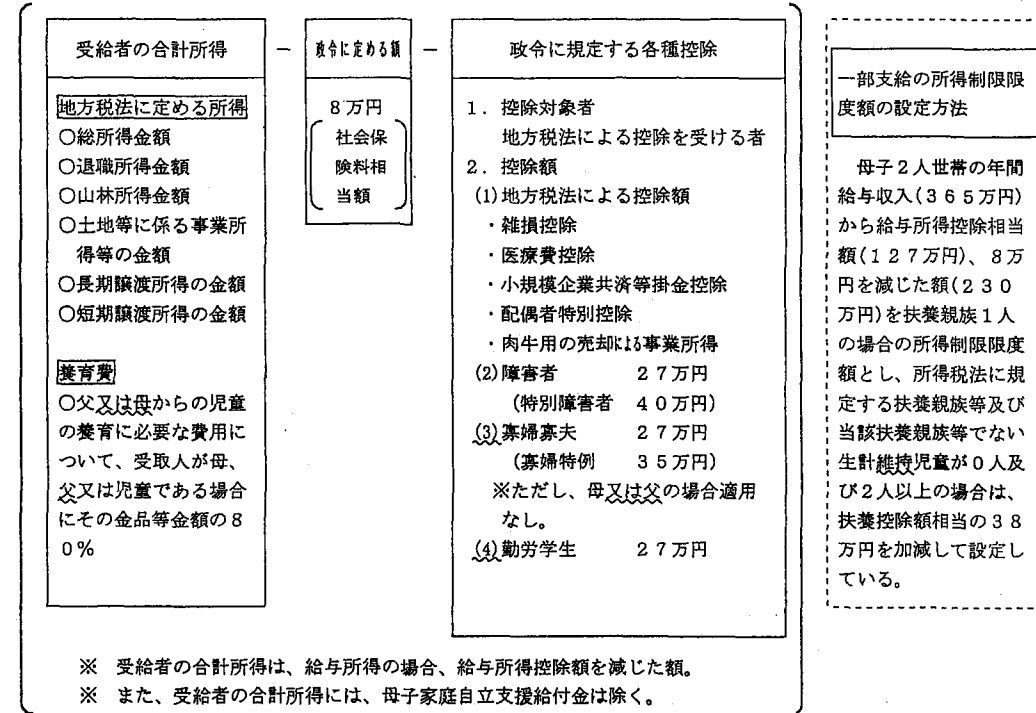 受給者の合計所得
－
政令に定める額
－
政令に規定する各種控除
地方税法に定める所得
○総所得金額
○退職所得金額
○山林所得金額
○土地等に係る事業所
得等の金額
○長期譲渡所得の金額
○短期譲渡所得の金額
養育費
○父又は母からの児童
の養育に必要な費用に
ついて、受取人が母、
父又は児童である場合
にその金品等金額の８
０％
８万円
社会保
険料相
当額
１．控除対象者
地方税法による控除を受ける者
２．控除額
(1)地方税法による控除額
・雑損控除
・医療費控除
・小規模企業共済等掛金控除
・配偶者特別控除
・肉牛用の売却による事業所得
(2)障害者　２７万円
(特別障害者　４０万円)
(3)寡婦寡夫　２７万円
(寡婦特例　３５万円)
※ただし、母又は父の場合適用
なし。
(4)勤労学生　２７万円
※　受給者の合計所得は、給与所得の場合、給与所得控除額を減じた額。
※　また、受給者の合計所得には、母子家庭自立支援給付金は除く。
一部支給の所得制限限
度額の設定方法
母子２人世帯の年間
給与収入(３６５万円)
から給与所得控除相当
額(１２７万円)、８万
円を減じた額(２３０
万円)を扶養親族１人
の場合の所得制限限度
額とし、所得税法に規
定する扶養親族等及び
当該扶養親族等でない
生計維持児童が０人及
び２人以上の場合は、
扶養控除額相当の３８
万円を加減して設定し
ている。